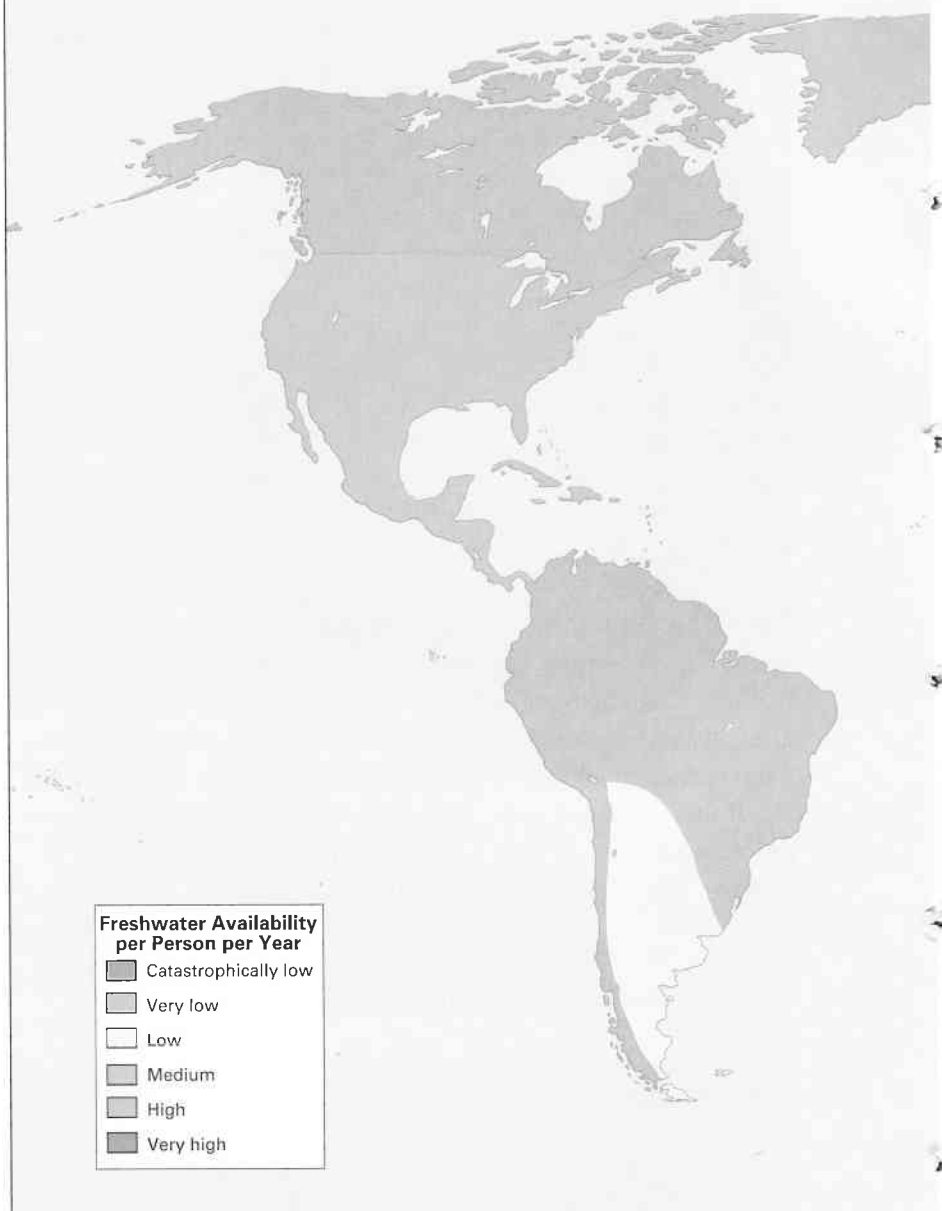 Freshwater Availability
per Person per Year
Catastrophically low
Very low
Low
Medium
High
Very high